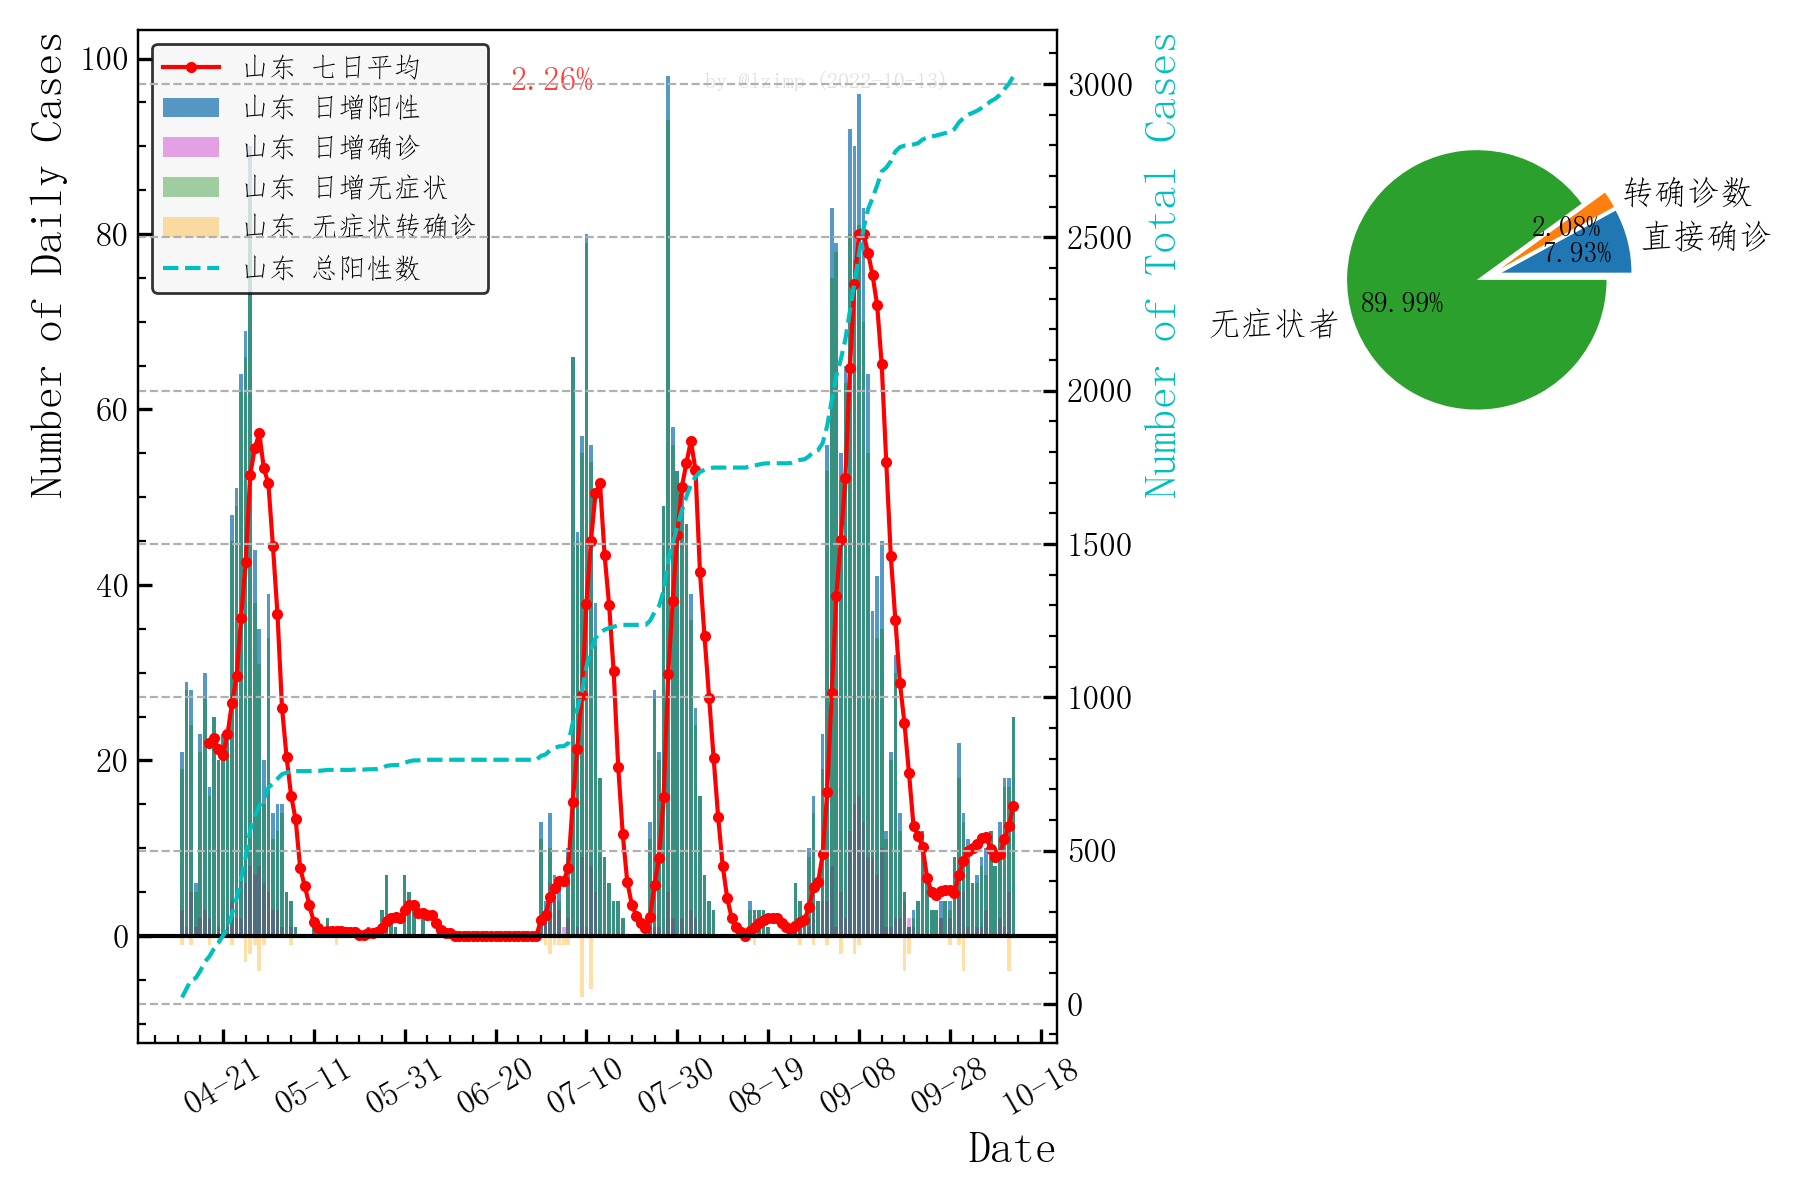 Number of Daily Cases
100
80
60
40
20
0
山东 七日平均
山东 日增阳性
山东 日增确诊
山东 日增无症状
山东 无症状转确诊
山东 总阳性数
2.26%
by @lzimp (2022-10-13)
3000
2500
2000
1500
1000
500
0
Number of Total Cases
04-21
05-11
05-31
06-20
07-10
07-30
08-19
09-08
09-28
10-18
Date
转确诊数
2.08%
直接确诊
7.93%
89.99%
无症状者